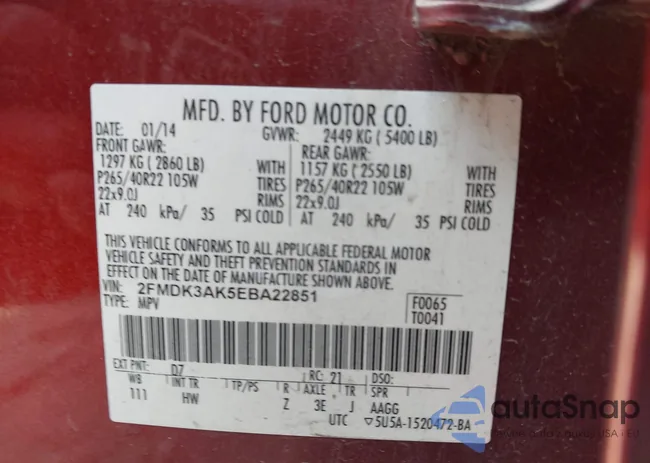 MFD. BY FORD MOTOR CO.
DATE: 01/14 GVWR: 2449 KG ( 5400 LB)
FRONT GAWR: REAR GAWR:
1297 KG ( 2860 LB) WITH 1157 KG ( 2550 LB) WITH
P265/40R22 105W TIRES P265/40R22 105W TIRES
22x9.0J RIMS 22x9.0J RIMS
AT 240 kPa/ 35 PSI COLD AT 240 kPa/ 35 PSI COLD
THIS VEHICLE CONFORMS TO ALL APPLICABLE FEDERAL MOTOR
VEHICLE SAFETY AND THEFT PREVENTION STANDARDS IN
EFFECT ON THE DATE OF MANUFACTURE SHOWN ABOVE.
VIN: 2FMDK3AK5EBA22851 F0065
TYPE: MPV T0041
EXT PNT: D7 RC: 21 DSO:
WB INT TR TP/PS R AXLE TR SPR
111 HW Z 3E J AAGG
UTC ▽5U5A-1520472-BA
autoSnap